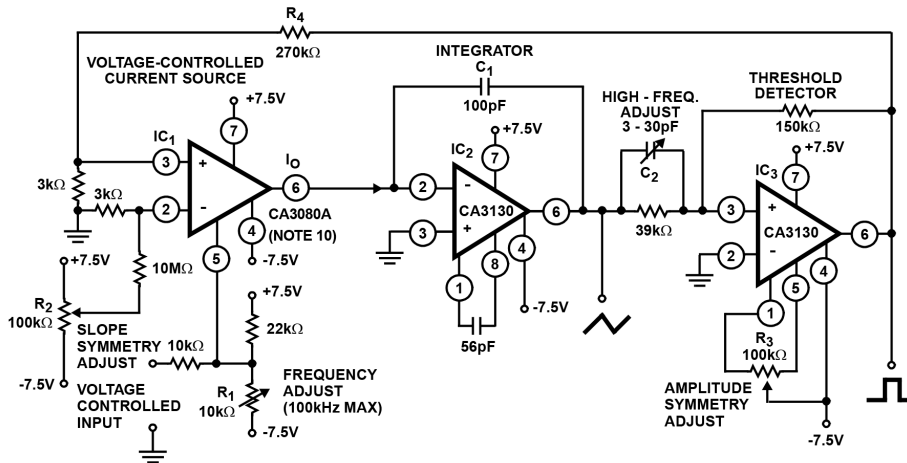 R4
270kΩ
VOLTAGE-CONTROLLED
CURRENT SOURCE
+7.5V
7
IC1
3
+
3kΩ
3kΩ
2
-
IO
6
CA3080A
(NOTE 10)
4
-7.5V
5
10MΩ
+7.5V
R2
100kΩ
-7.5V
SLOPE
SYMMETRY
ADJUST
10kΩ
VOLTAGE
CONTROLLED
INPUT
+7.5V
22kΩ
R1
10kΩ
FREQUENCY
ADJUST
(100kHz MAX)
-7.5V
INTEGRATOR
C1
100pF
+7.5V
7
IC2
2
-
CA3130
3
+
6
1
8
4
-7.5V
56pF
HIGH - FREQ.
ADJUST
3 - 30pF
C2
39kΩ
THRESHOLD
DETECTOR
150kΩ
+7.5V
7
IC3
3
+
CA3130
2
-
6
4
5
1
R3
100kΩ
AMPLITUDE
SYMMETRY
ADJUST
-7.5V